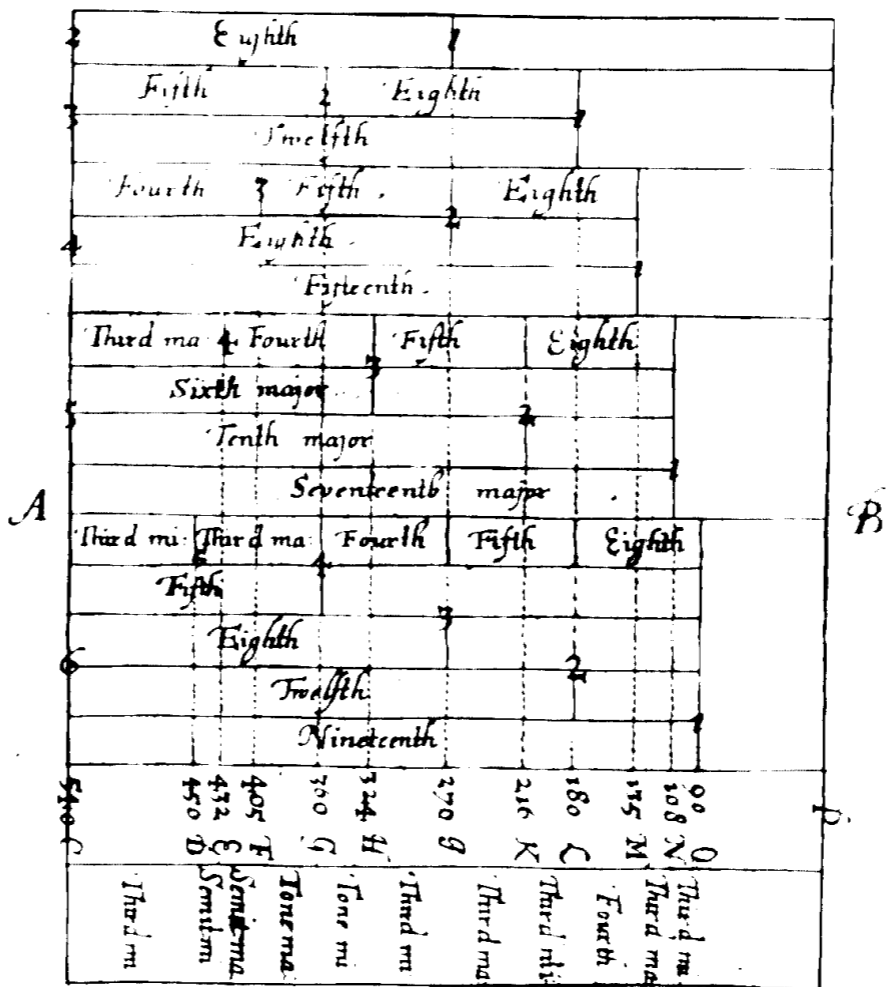 2 Eighth 1
Fifth 2 Eighth
3 1
Twelfth
Fourth 3 Fifth . Eighth
2
4 Eighth .
1
Fifteenth .
Third ma 4 Fourth Fifth Eighth
3
Sixth major
5 2
Tenth major
1
Seventeenth major
A B
Third mi . Third ma . Fourth Fifth Eighth
5 4
Fifth
3
Eighth
6 2
Twelfth
1
Nineteenth
540 450 432 405 360 324 270 216 180 135 108 90
C D E F G H g K C M N O P
Third mi
Semit mi
Semit ma
Tone ma
Tone mi
Third mi
Third ma
Third mi
Fourth
Third ma